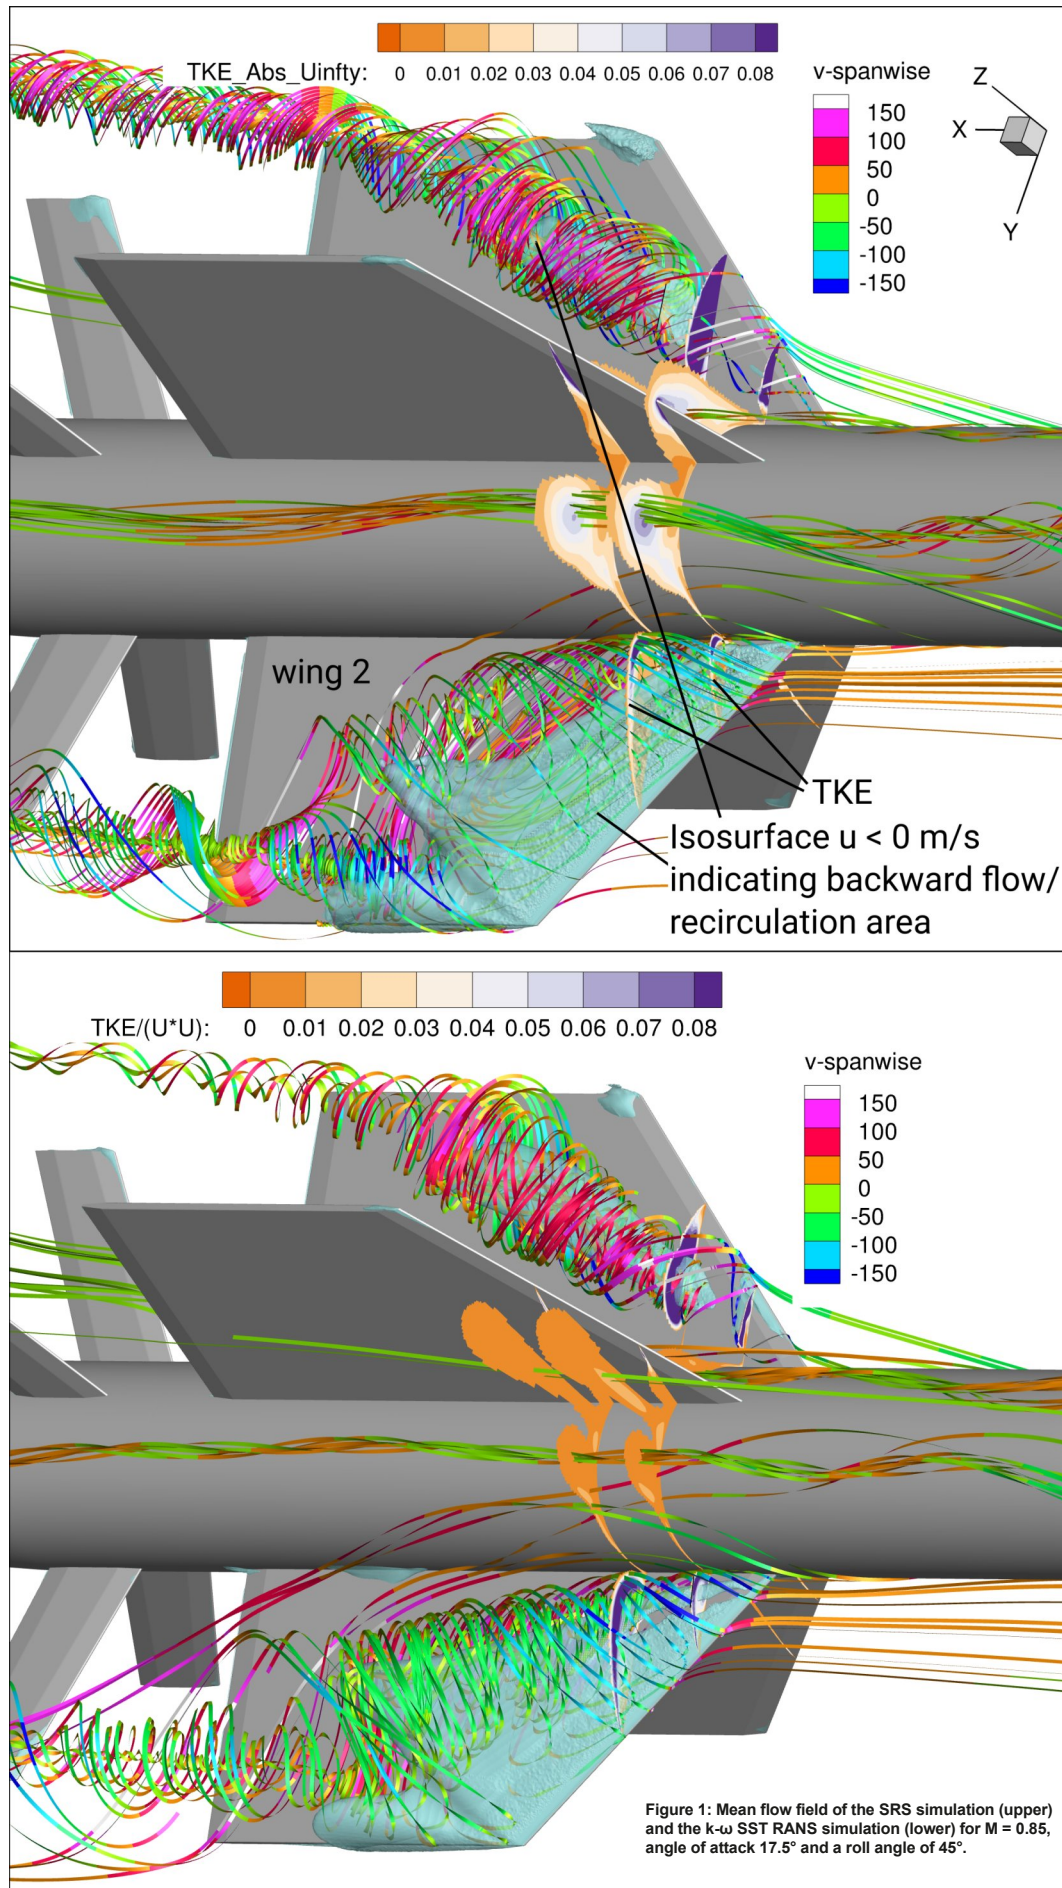 TKE_Abs_Uinfty:
0 0.01 0.02 0.03 0.04 0.05 0.06 0.07 0.08
v-spanwise
150
100
50
0
-50
-100
-150
Z
X
Y
wing 2
TKE
Isosurface u < 0 m/s
indicating backward flow/
recirculation area
TKE/(U*U):
0 0.01 0.02 0.03 0.04 0.05 0.06 0.07 0.08
v-spanwise
150
100
50
0
-50
-100
-150
Figure 1: Mean flow field of the SRS simulation (upper)
and the k-ω SST RANS simulation (lower) for M = 0.85,
angle of attack 17.5° and a roll angle of 45°.